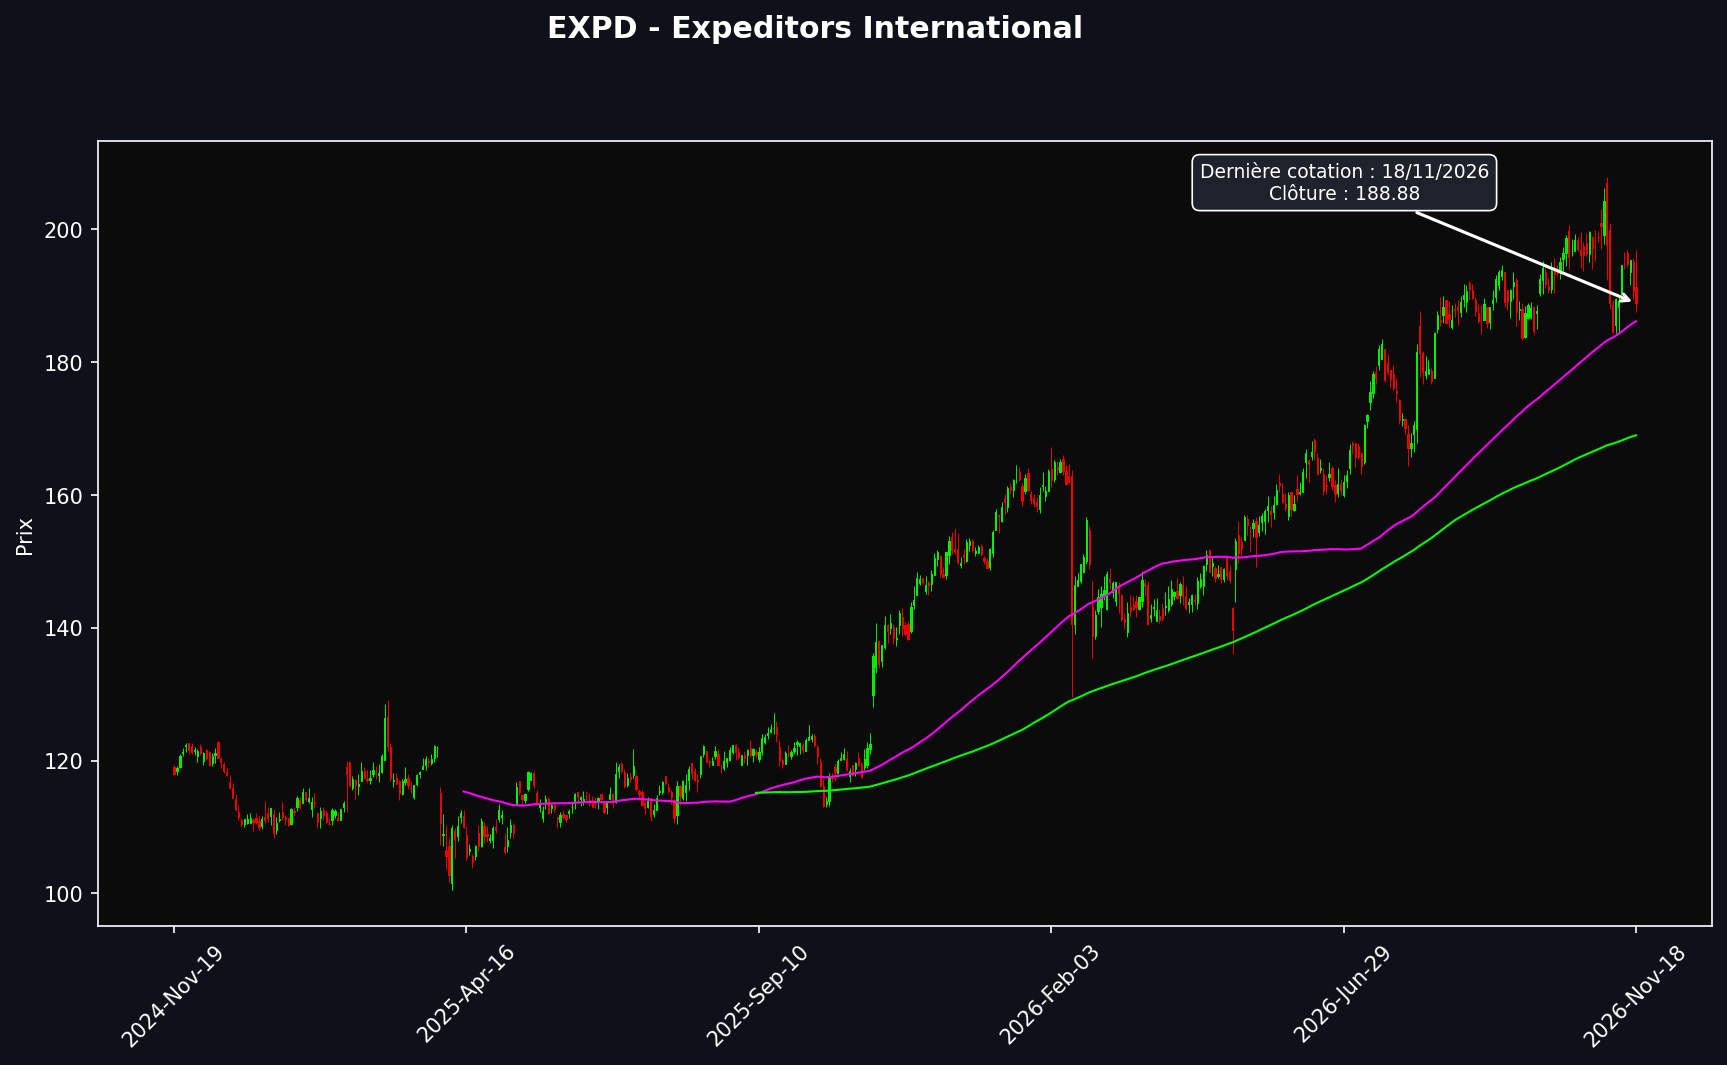 EXPD - Expeditors International
Dernière cotation : 18/11/2026
Clôture : 188.88
200
180
160
140
120
100
Prix
2024-Nov-19
2025-Apr-16
2025-Sep-10
2026-Feb-03
2026-Jun-29
2026-Nov-18